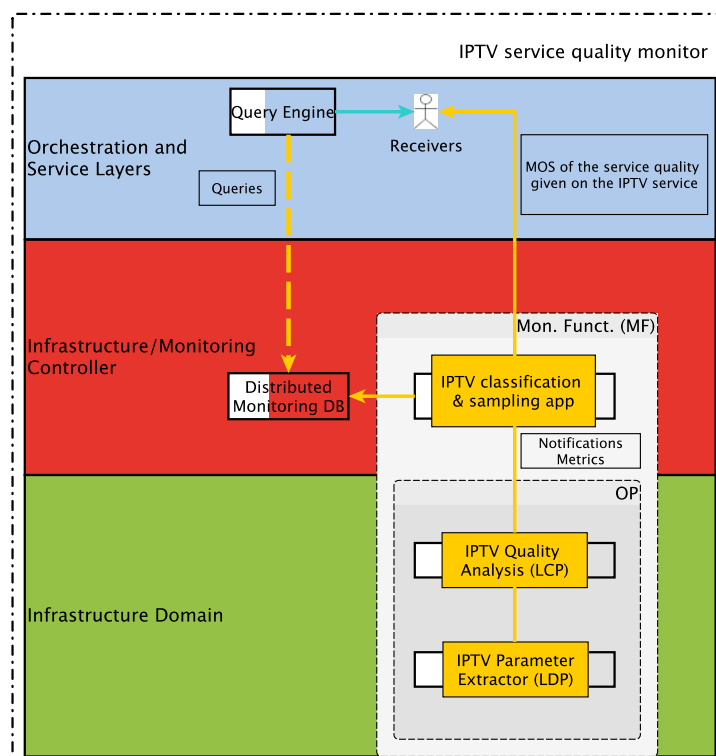 IPTV service quality monitor
Query Engine
Receivers
Orchestration and
Service Layers
Queries
MOS of the service quality
given on the IPTV service
Mon. Funct. (MF)
Infrastructure/Monitoring
Controller
IPTV classification
& sampling app
Distributed
Monitoring DB
Notifications
Metrics
OP
IPTV Quality
Analysis (LCP)
Infrastructure Domain
IPTV Parameter
Extractor (LDP)